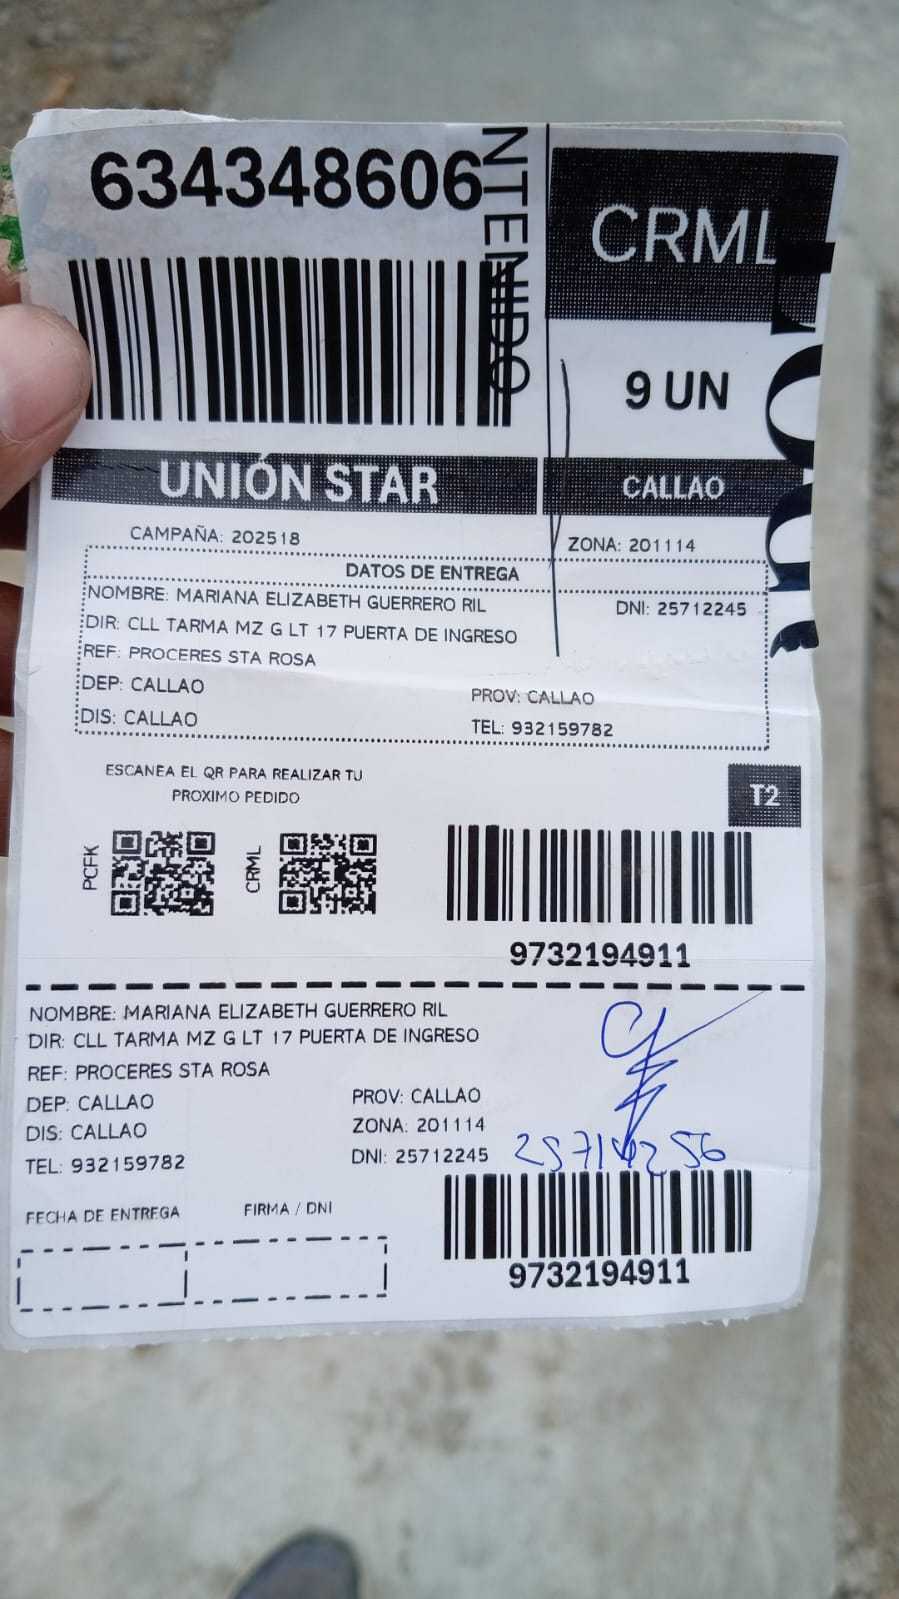 634348606
NTENIDO
CRML
9 UN
UNIÓN STAR
CALLAO
CAMPAÑA: 202518
ZONA: 201114
DATOS DE ENTREGA
NOMBRE: MARIANA ELIZABETH GUERRERO RIL
DNI: 25712245
DIR: CLL TARMA MZ G LT 17 PUERTA DE INGRESO
REF: PROCERES STA ROSA
DEP: CALLAO
PROV: CALLAO
DIS: CALLAO
TEL: 932159782
ESCANEA EL QR PARA REALIZAR TU
PROXIMO PEDIDO
T2
PCFK
CRML
9732194911
NOMBRE: MARIANA ELIZABETH GUERRERO RIL
DIR: CLL TARMA MZ G LT 17 PUERTA DE INGRESO
REF: PROCERES STA ROSA
DEP: CALLAO
PROV: CALLAO
DIS: CALLAO
ZONA: 201114
TEL: 932159782
DNI: 25712245
FECHA DE ENTREGA
FIRMA / DNI
9732194911